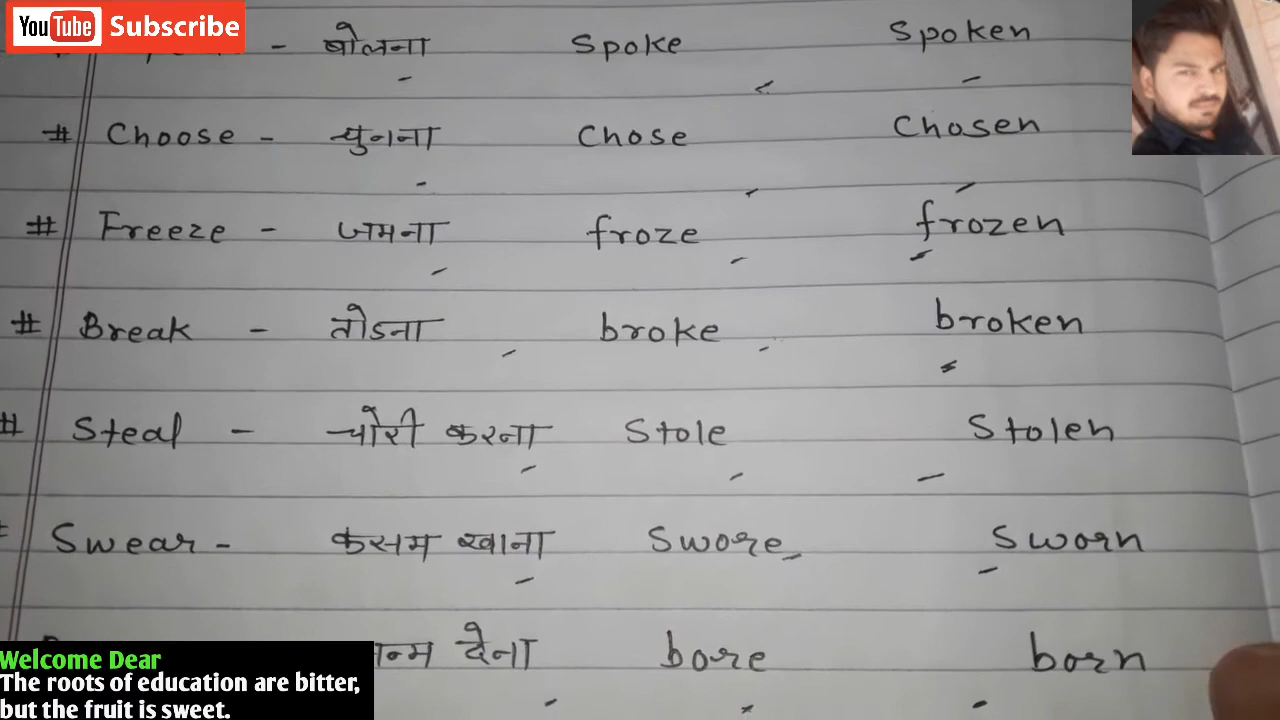 YouTube Subscribe
- बोलना Spoke Spoken
# Choose - चुनना Chose Chosen
# Freeze - जमना froze frozen
# Break - तोडना broke broken
# Steal - चोरी करना Stole Stolen
Swear - कसम खाना Swore Sworn
देना bore born
Welcome Dear
The roots of education are bitter,
but the fruit is sweet.